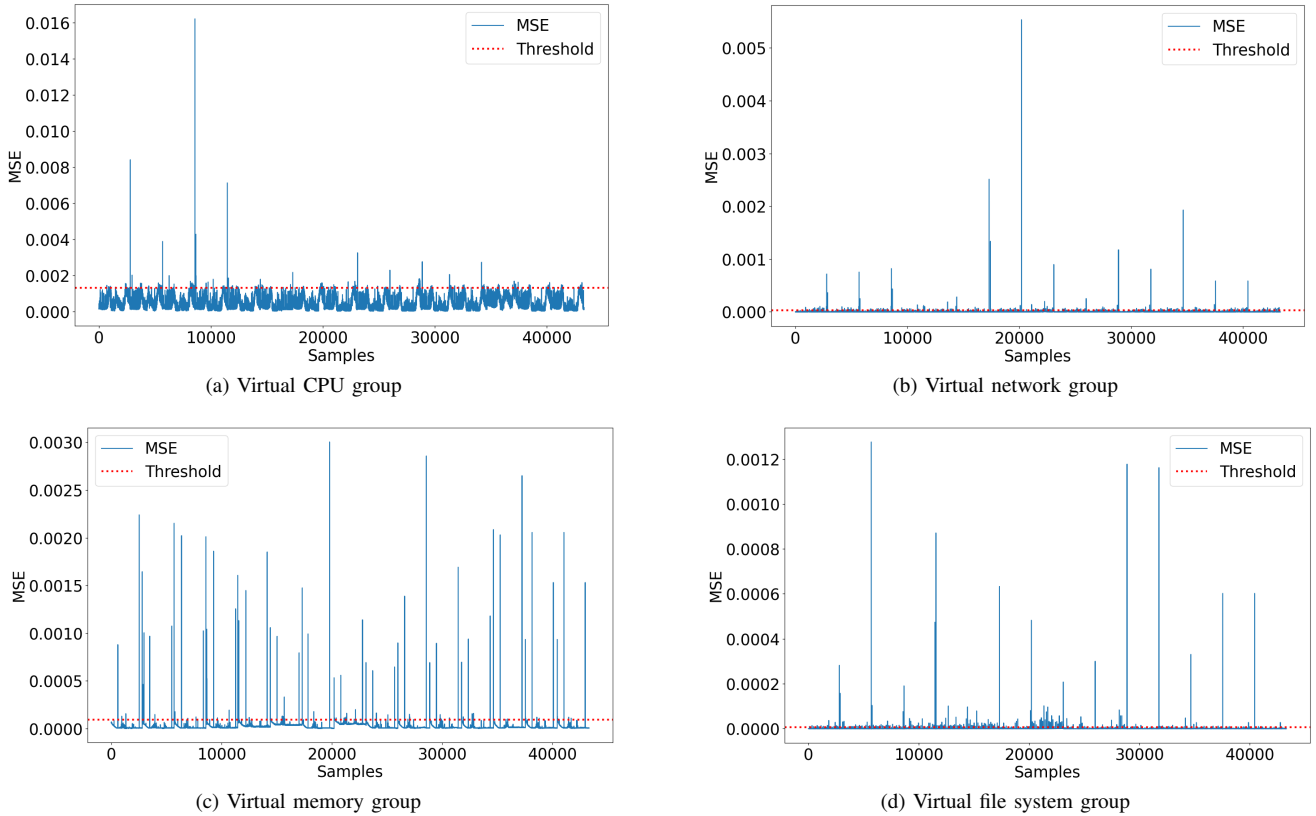 MSE
Threshold
0.016
0.014
0.012
0.010
0.008
0.006
0.004
0.002
0.000
MSE
0 10000 20000 30000 40000
Samples
(a) Virtual CPU group
MSE
Threshold
0.005
0.004
0.003
0.002
0.001
0.000
MSE
0 10000 20000 30000 40000
Samples
(b) Virtual network group
MSE
Threshold
0.0030
0.0025
0.0020
0.0015
0.0010
0.0005
0.0000
MSE
0 10000 20000 30000 40000
Samples
(c) Virtual memory group
MSE
Threshold
0.0012
0.0010
0.0008
0.0006
0.0004
0.0002
0.0000
MSE
0 10000 20000 30000 40000
Samples
(d) Virtual file system group